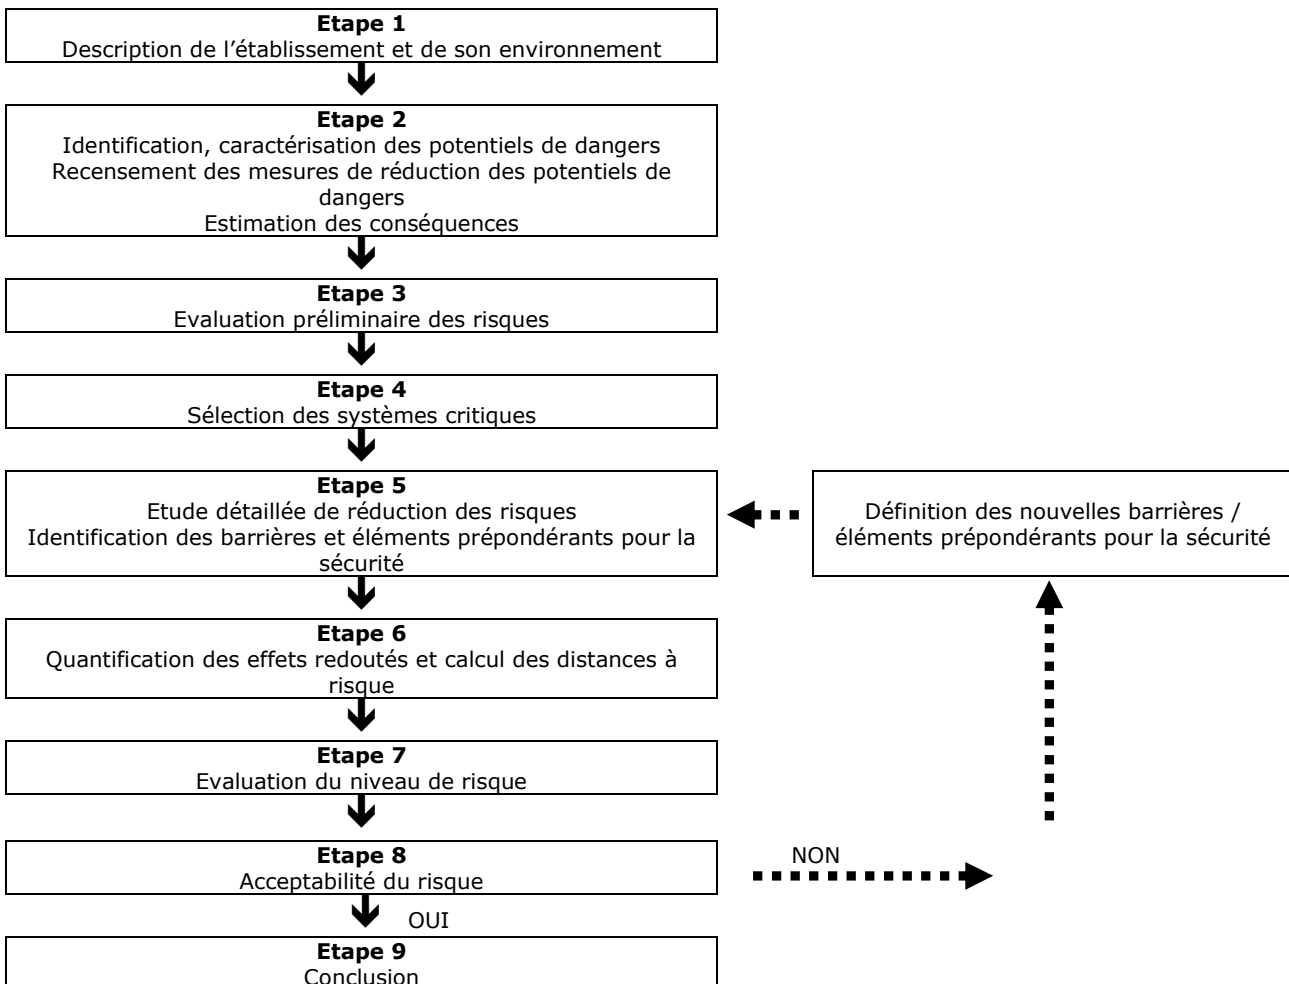 Etape 1
Description de l’établissement et de son environnement
Etape 2
Identification, caractérisation des potentiels de dangers
Recensement des mesures de réduction des potentiels de
dangers
Estimation des conséquences
Etape 3
Evaluation préliminaire des risques
Etape 4
Sélection des systèmes critiques
Etape 5
Etude détaillée de réduction des risques
Identification des barrières et éléments prépondérants pour la
sécurité
Définition des nouvelles barrières /
éléments prépondérants pour la sécurité
Etape 6
Quantification des effets redoutés et calcul des distances à
risque
Etape 7
Evaluation du niveau de risque
Etape 8
Acceptabilité du risque
NON
OUI
Etape 9
Conclusion